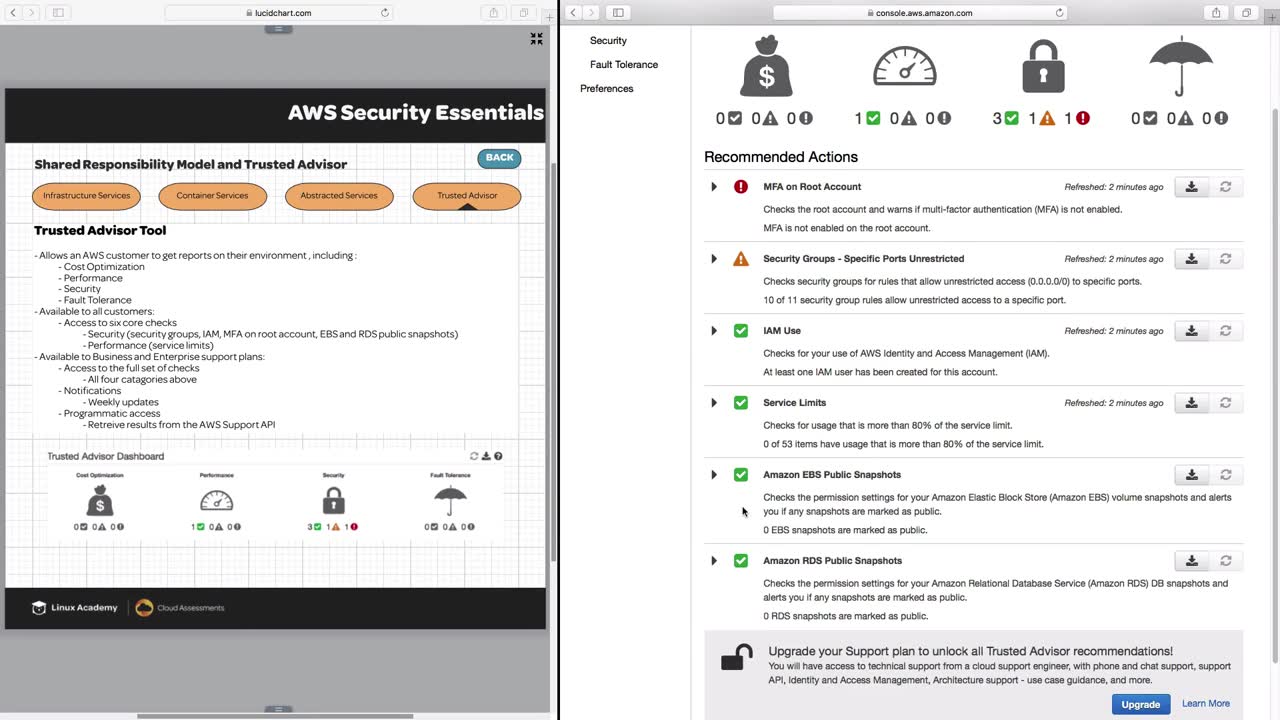 lucidchart.com
AWS Security Essentials
Shared Responsibility Model and Trusted Advisor
BACK
Infrastructure Services
Container Services
Abstracted Services
Trusted Advisor
Trusted Advisor Tool
- Allows an AWS customer to get reports on their environment , including :
- Cost Optimization
- Performance
- Security
- Fault Tolerance
- Available to all customers:
- Access to six core checks
- Security (security groups, IAM, MFA on root account, EBS and RDS public snapshots)
- Performance (service limits)
- Available to Business and Enterprise support plans:
- Access to the full set of checks
- All four catagories above
- Notifications
- Weekly updates
- Programmatic access
- Retreive results from the AWS Support API
Trusted Advisor Dashboard
Cost Optimization
Performance
Security
Fault Tolerance
0 0 0
1 0 0
3 1 1
0 0 0
Linux Academy
Cloud Assessments
console.aws.amazon.com
Security
Fault Tolerance
Preferences
0 0 0
1 0 0
3 1 1
0 0 0
Recommended Actions
MFA on Root Account
Refreshed: 2 minutes ago
Checks the root account and warns if multi-factor authentication (MFA) is not enabled.
MFA is not enabled on the root account.
Security Groups - Specific Ports Unrestricted
Refreshed: 2 minutes ago
Checks security groups for rules that allow unrestricted access (0.0.0.0/0) to specific ports.
10 of 11 security group rules allow unrestricted access to a specific port.
IAM Use
Refreshed: 2 minutes ago
Checks for your use of AWS Identity and Access Management (IAM).
At least one IAM user has been created for this account.
Service Limits
Refreshed: 2 minutes ago
Checks for usage that is more than 80% of the service limit.
0 of 53 items have usage that is more than 80% of the service limit.
Amazon EBS Public Snapshots
Checks the permission settings for your Amazon Elastic Block Store (Amazon EBS) volume snapshots and alerts
you if any snapshots are marked as public.
0 EBS snapshots are marked as public.
Amazon RDS Public Snapshots
Checks the permission settings for your Amazon Relational Database Service (Amazon RDS) DB snapshots and
alerts you if any snapshots are marked as public.
0 RDS snapshots are marked as public.
Upgrade your Support plan to unlock all Trusted Advisor recommendations!
You will have access to technical support from a cloud support engineer, with phone and chat support, support
API, Identity and Access Management, Architecture support - use case guidance, and more.
Upgrade
Learn More